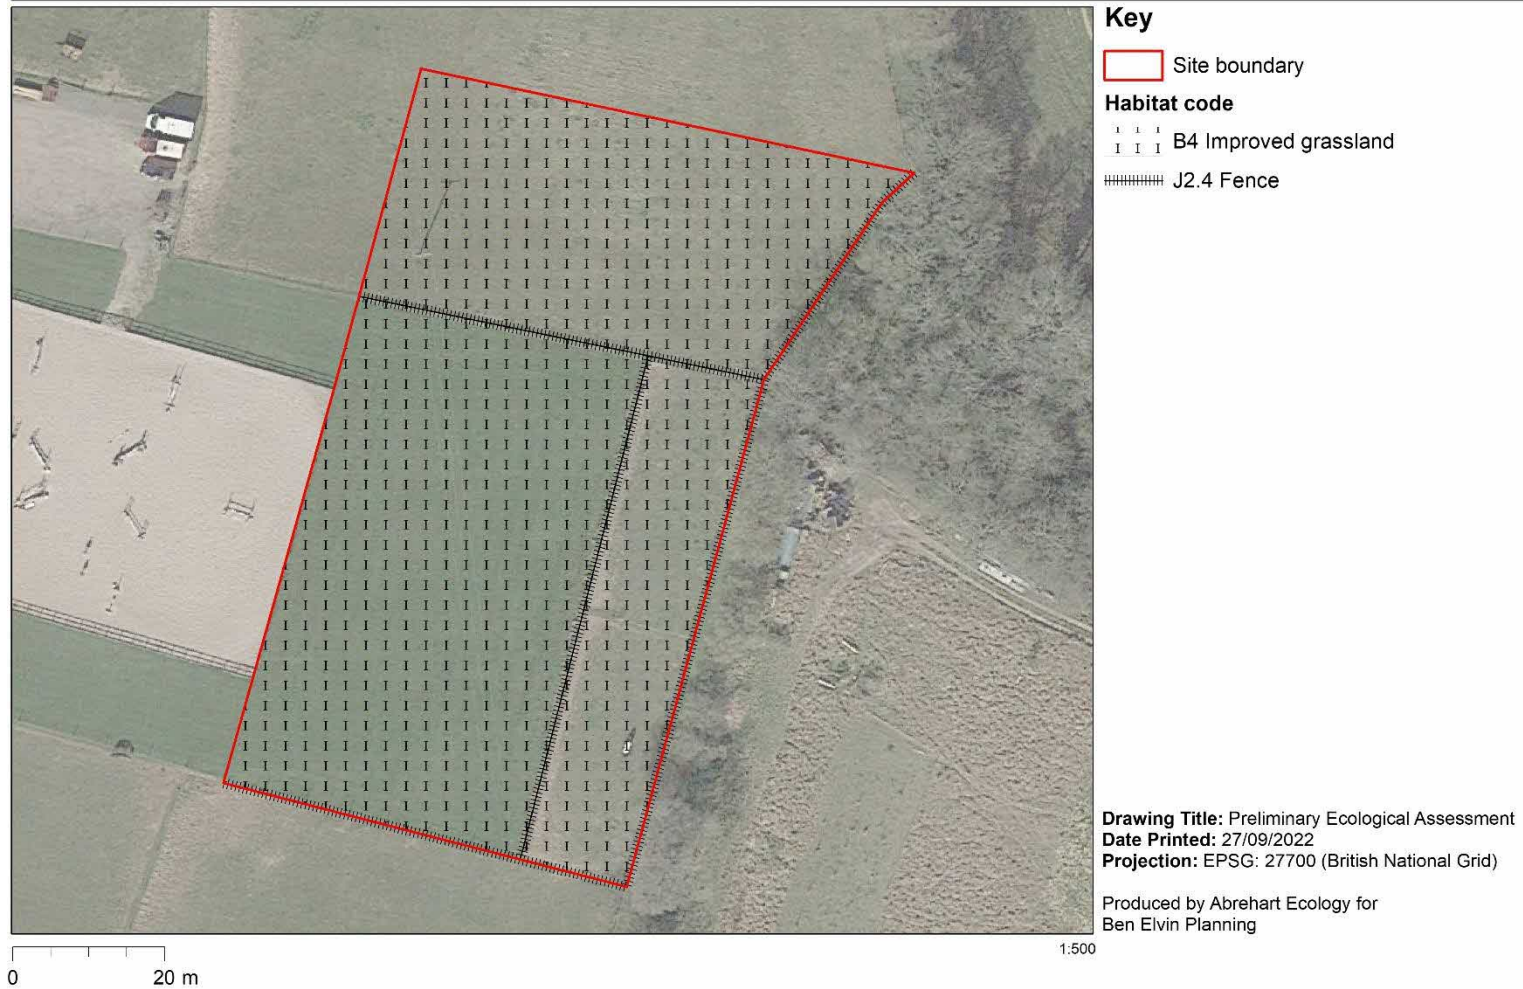 Key
Site boundary
Habitat code
B4 Improved grassland
J2.4 Fence
Drawing Title: Preliminary Ecological Assessment
Date Printed: 27/09/2022
Projection: EPSG: 27700 (British National Grid)
Produced by Abrehart Ecology for
Ben Elvin Planning
1:500
0 20 m